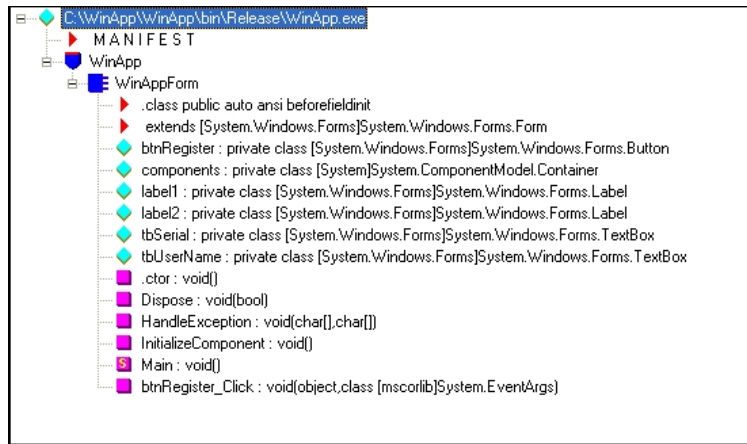 C:\WinApp\WinApp\bin\Release\WinApp.exe
MANIFEST
WinApp
WinAppForm
.class public auto ansi beforefieldinit
extends [System.Windows.Forms]System.Windows.Forms.Form
btnRegister : private class [System.Windows.Forms]System.Windows.Forms.Button
components : private class [System]System.ComponentModel.Container
label1 : private class [System.Windows.Forms]System.Windows.Forms.Label
label2 : private class [System.Windows.Forms]System.Windows.Forms.Label
tbSerial : private class [System.Windows.Forms]System.Windows.Forms.TextBox
tbUserName : private class [System.Windows.Forms]System.Windows.Forms.TextBox
.ctor : void()
Dispose : void(bool)
HandleException : void(char[],char[])
InitializeComponent : void()
S Main : void()
btnRegister_Click : void(object,class [mscorlib]System.EventArgs)